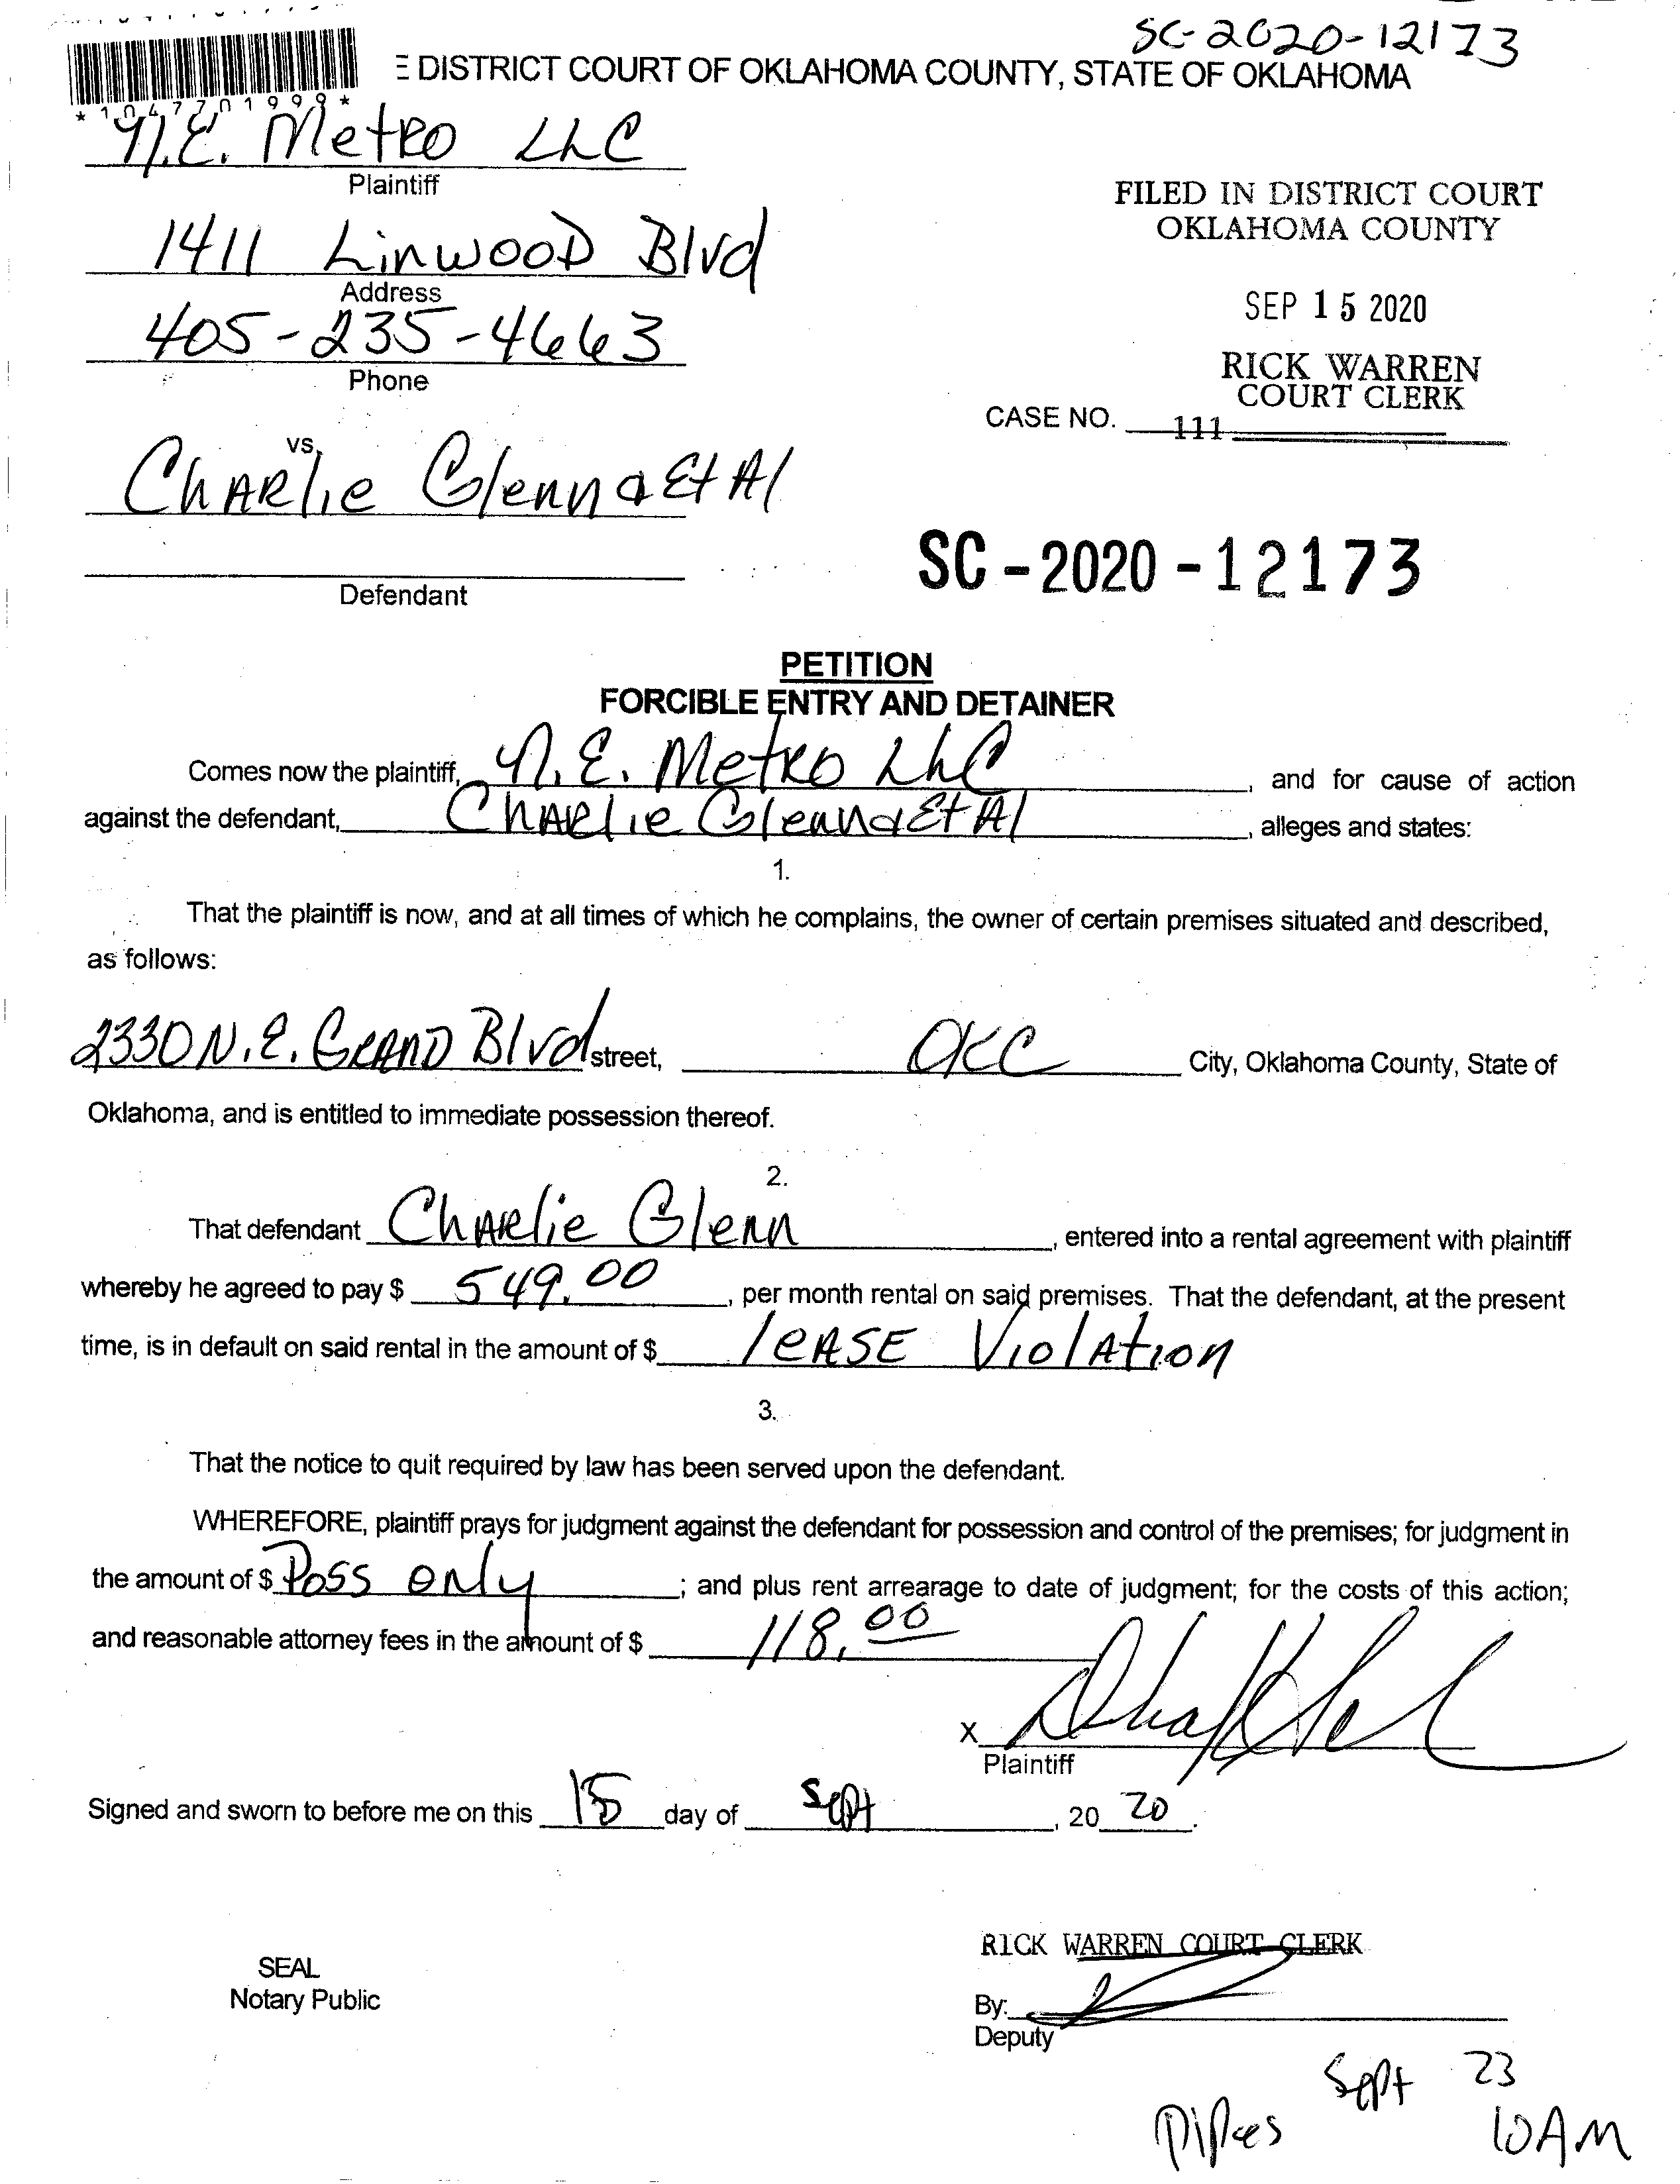 SC-2020-12173
E DISTRICT COURT OF OKLAHOMA COUNTY, STATE OF OKLAHOMA
* 1 0 4 7 7 0 1 9 9 9 *
N.E. Metro LLC
Plaintiff
FILED IN DISTRICT COURT
OKLAHOMA COUNTY
1411 Linwood Blvd
Address
SEP 15 2020
405-235-4663
Phone
RICK WARREN
COURT CLERK
CASE NO. 111
vs.
Charlie Glenn & Et Al
SC-2020-12173
Defendant
PETITION
FORCIBLE ENTRY AND DETAINER
Comes now the plaintiff, N.E. Metro LLC, and for cause of action
against the defendant, Charlie Glenn & Et Al, alleges and states:
1.
That the plaintiff is now, and at all times of which he complains, the owner of certain premises situated and described,
as follows:
2330 N.E. Grand Blvd street, OKC City, Oklahoma County, State of
Oklahoma, and is entitled to immediate possession thereof.
2.
That defendant Charlie Glenn, entered into a rental agreement with plaintiff
whereby he agreed to pay $ 549.00, per month rental on said premises. That the defendant, at the present
time, is in default on said rental in the amount of $ lease Violation
3.
That the notice to quit required by law has been served upon the defendant.
WHEREFORE, plaintiff prays for judgment against the defendant for possession and control of the premises; for judgment in
the amount of $ Poss only; and plus rent arrearage to date of judgment; for the costs of this action;
and reasonable attorney fees in the amount of $ 118.00
X
Plaintiff
Signed and sworn to before me on this 15 day of Sept, 20 20.
RICK WARREN COURT CLERK
SEAL
Notary Public
By:
Deputy
Sept 23
10AM